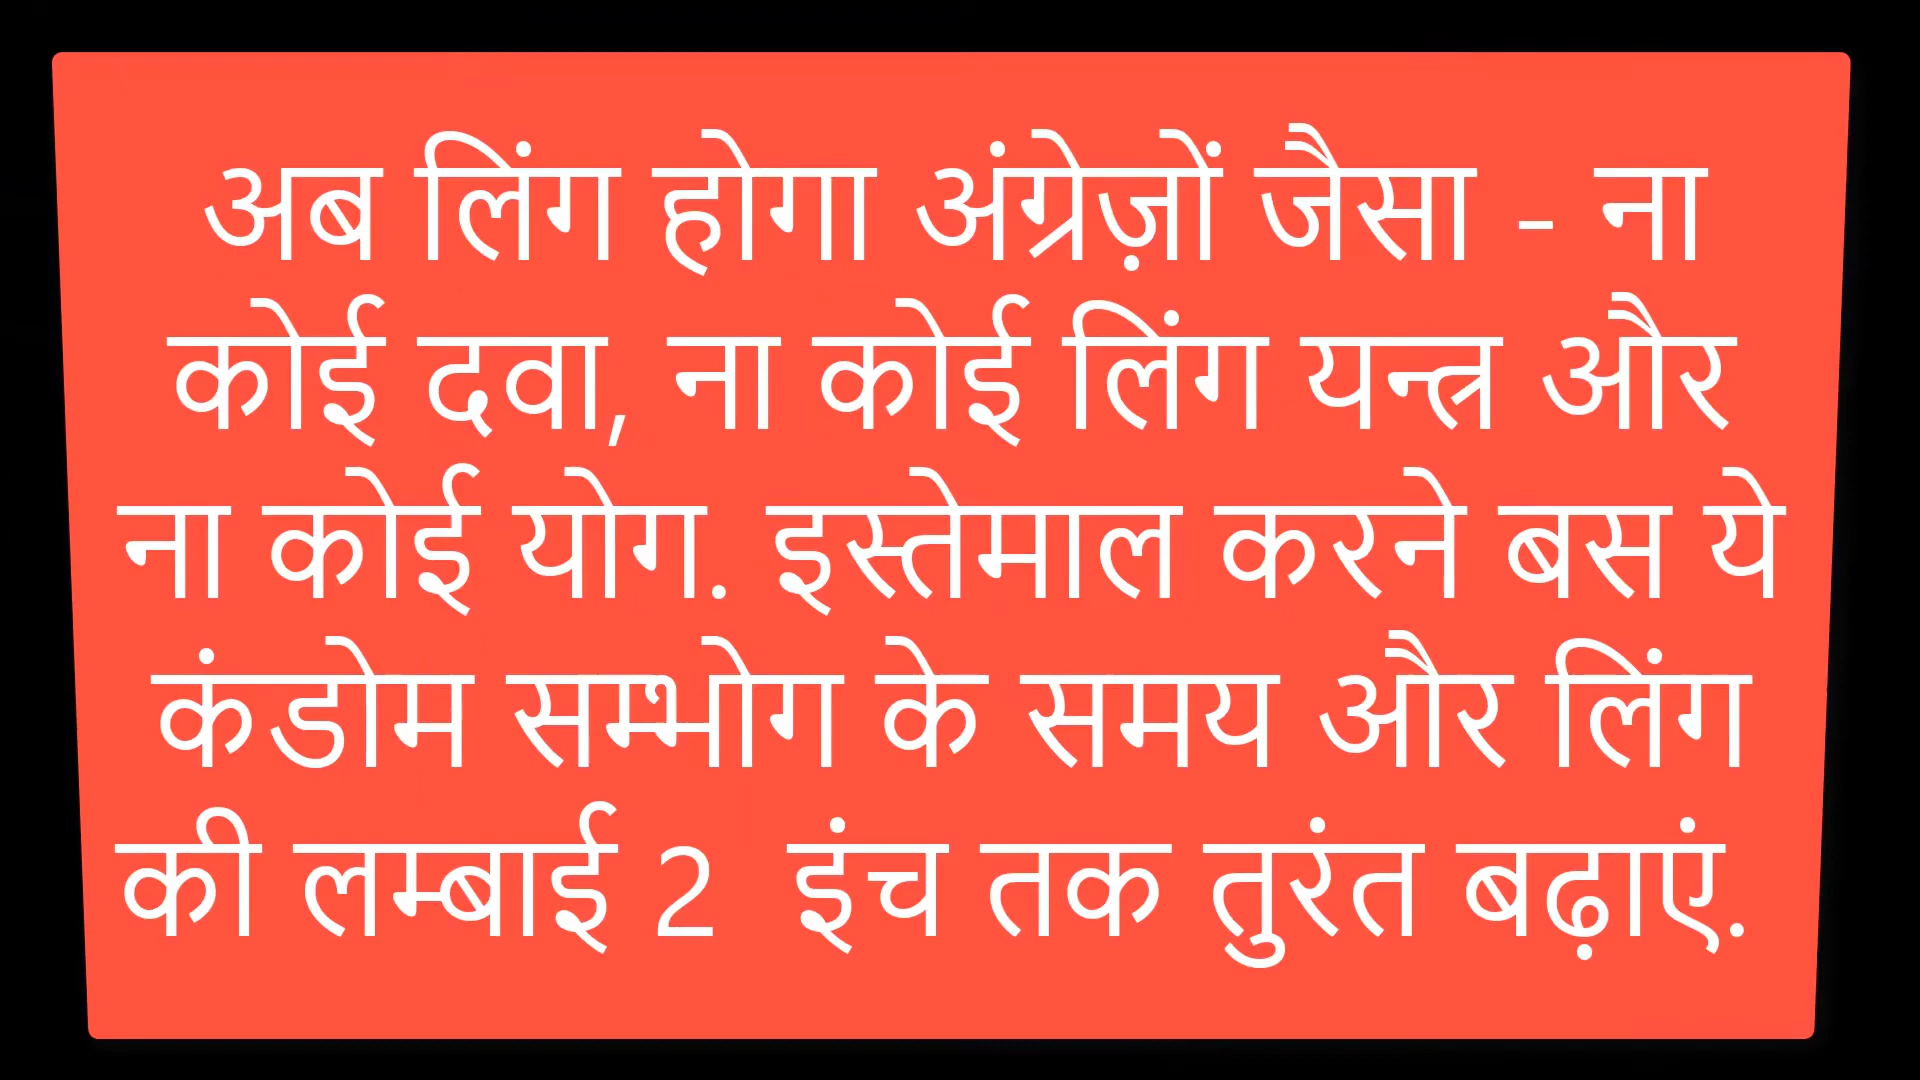 अब लिंग होगा अंग्रेज़ों जैसा - ना
कोई दवा, ना कोई लिंग यन्त्र और
ना कोई योग. इस्तेमाल करने बस ये
कंडोम सम्भोग के समय और लिंग
की लम्बाई 2  इंच तक तुरंत बढ़ाएं.